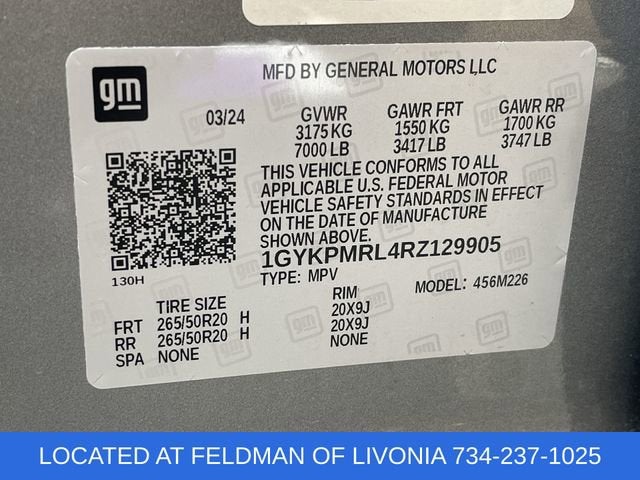 gm
MFD BY GENERAL MOTORS LLC
03/24
GVWR GAWR FRT GAWR RR
3175 KG 1550 KG 1700 KG
7000 LB 3417 LB 3747 LB
THIS VEHICLE CONFORMS TO ALL
APPLICABLE U.S. FEDERAL MOTOR
VEHICLE SAFETY STANDARDS IN EFFECT
ON THE DATE OF MANUFACTURE
SHOWN ABOVE.
1GYKPMRL4RZ129905
130H
TYPE: MPV MODEL: 456M226
TIRE SIZE RIM
FRT 265/50R20 H 20X9J
RR 265/50R20 H 20X9J
SPA NONE NONE
LOCATED AT FELDMAN OF LIVONIA 734-237-1025